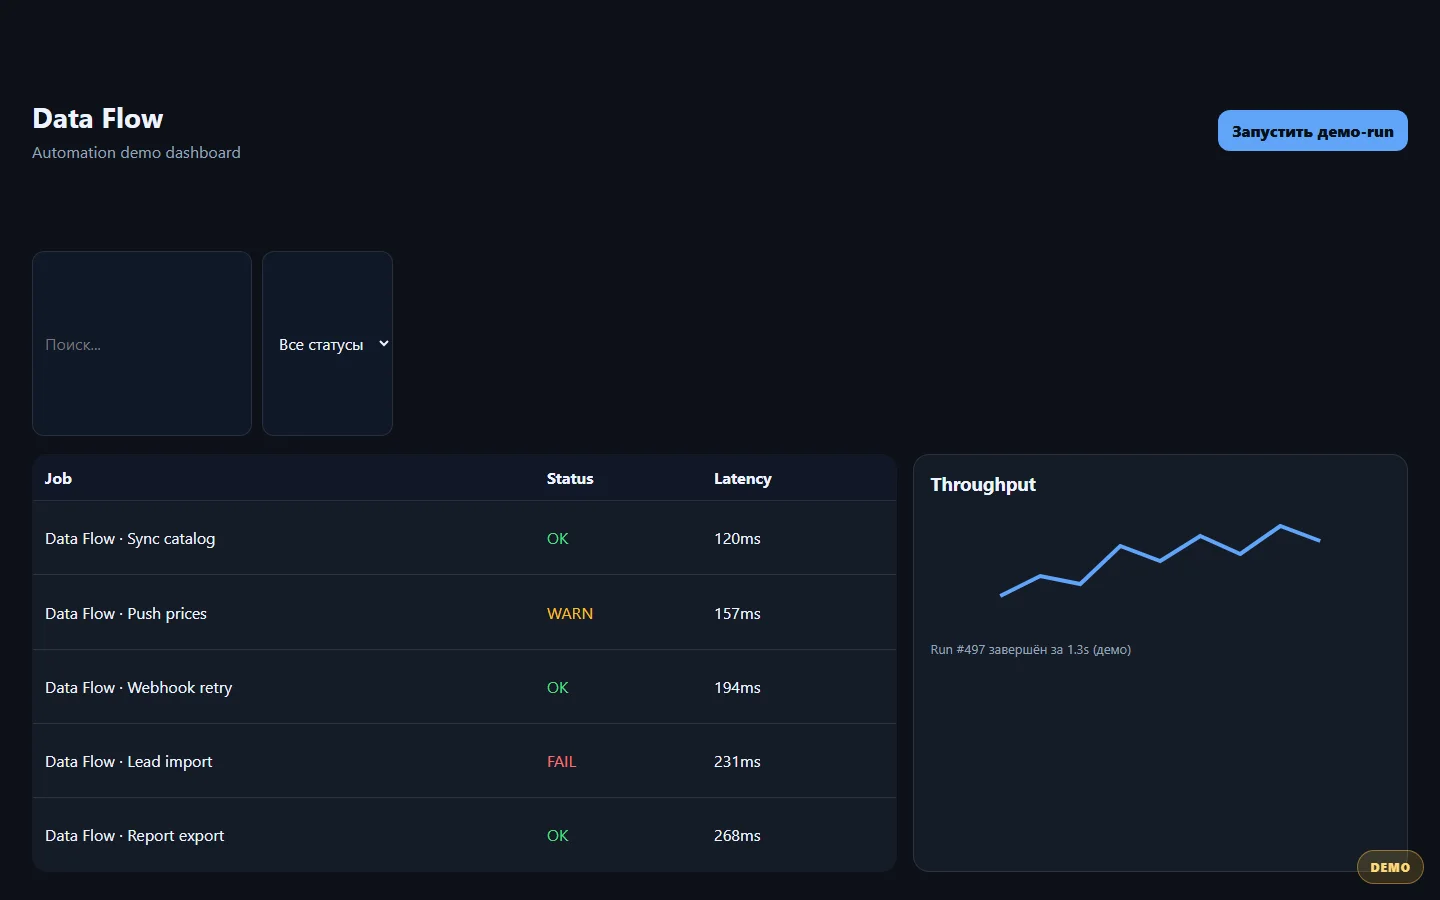 Data Flow
Automation demo dashboard
Запустить демо-run
Поиск...
Все статусы
Job Status Latency
Data Flow · Sync catalog OK 120ms
Data Flow · Push prices WARN 157ms
Data Flow · Webhook retry OK 194ms
Data Flow · Lead import FAIL 231ms
Data Flow · Report export OK 268ms
Throughput
Run #497 завершён за 1.3s (демо)
DEMO